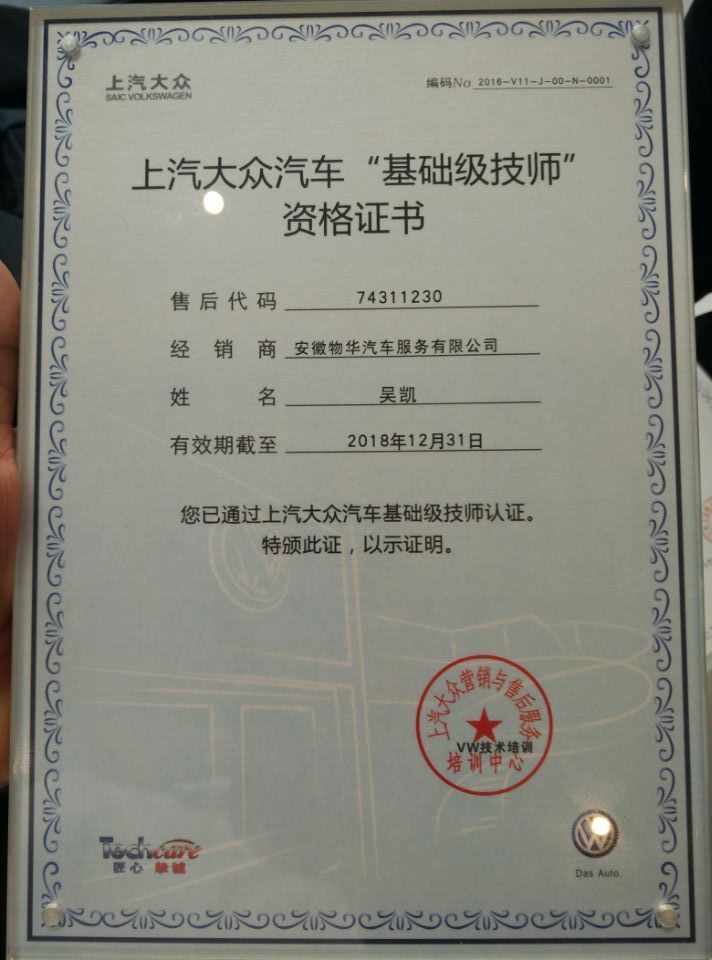 上汽大众
SAIC VOLKSWAGEN
编码No 2016-V11-J-00-N-0001
上汽大众汽车“基础级技师”
资格证书
售后代码 74311230
经销商 安徽物华汽车服务有限公司
姓名 吴凯
有效期截至 2018年12月31日
您已通过上汽大众汽车基础级技师认证。
特颁此证，以示证明。
上汽大众营销与售后服务
VW技术培训
培训中心
Techcare
匠心 挚诚
Das Auto.